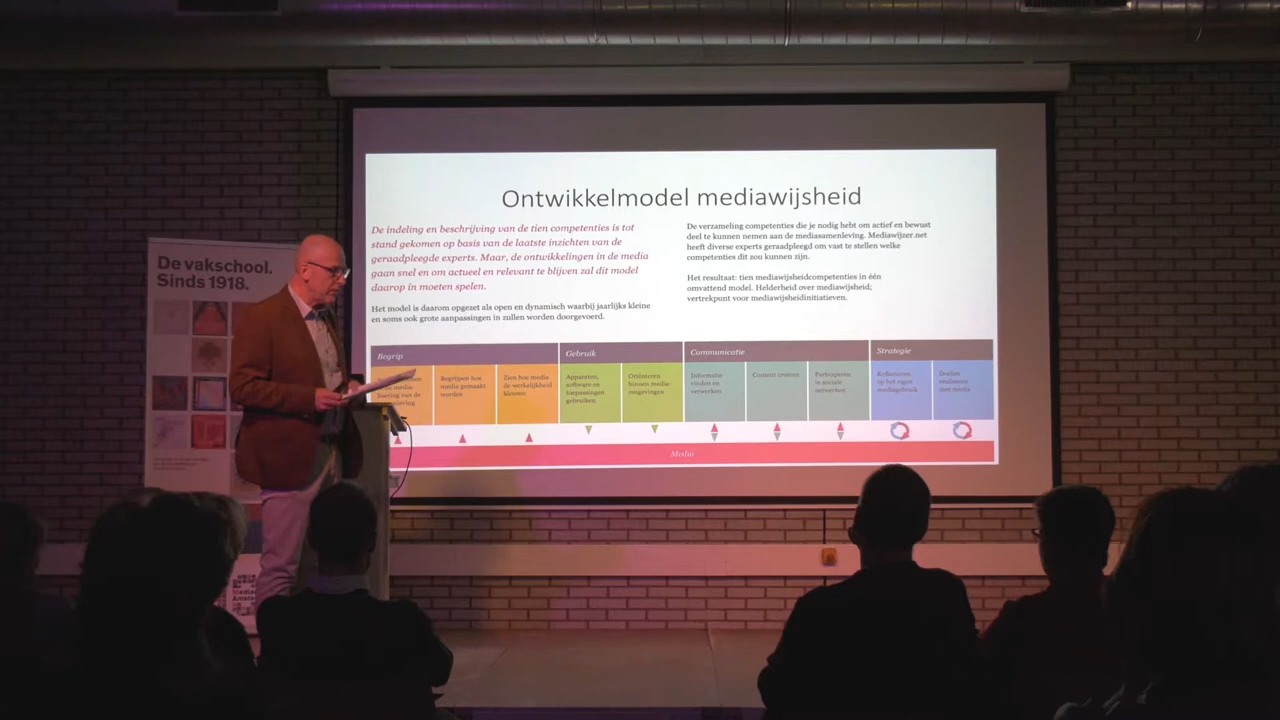 De vakschool.
Sinds 1918.
Ontwikkelmodel mediawijsheid
De indeling en beschrijving van de tien competenties is tot
stand gekomen op basis van de laatste inzichten van de
geraadpleegde experts. Maar, de ontwikkelingen in de media
gaan snel en om actueel en relevant te blijven zal dit model
daarop in moeten spelen.
Het model is daarom opgezet als open en dynamisch waarbij jaarlijks kleine
en soms ook grote aanpassingen in zullen worden doorgevoerd.
De verzameling competenties die je nodig hebt om actief en bewust
deel te kunnen nemen aan de mediasamenleving. Mediawijzer.net
heeft diverse experts geraadpleegd om vast te stellen welke
competenties dit zou kunnen zijn.
Het resultaat: tien mediawijsheidcompetenties in één
omvattend model. Helderheid over mediawijsheid;
vertrekpunt voor mediawijsheidinitiatieven.
Begrip
Gebruik
Communicatie
Strategie
de media
Begrijpen hoe
media gemaakt
worden
Zien hoe media
de werkelijkheid
kleuren
Apparaten,
software en
toepassingen
gebruiken
Oriënteren
binnen media-
omgevingen
Informatie
vinden en
verwerken
Content creëren
Participeren
in sociale
netwerken
Reflecteren
op het eigen
mediagebruik
Doelen
realiseren
met media
Media